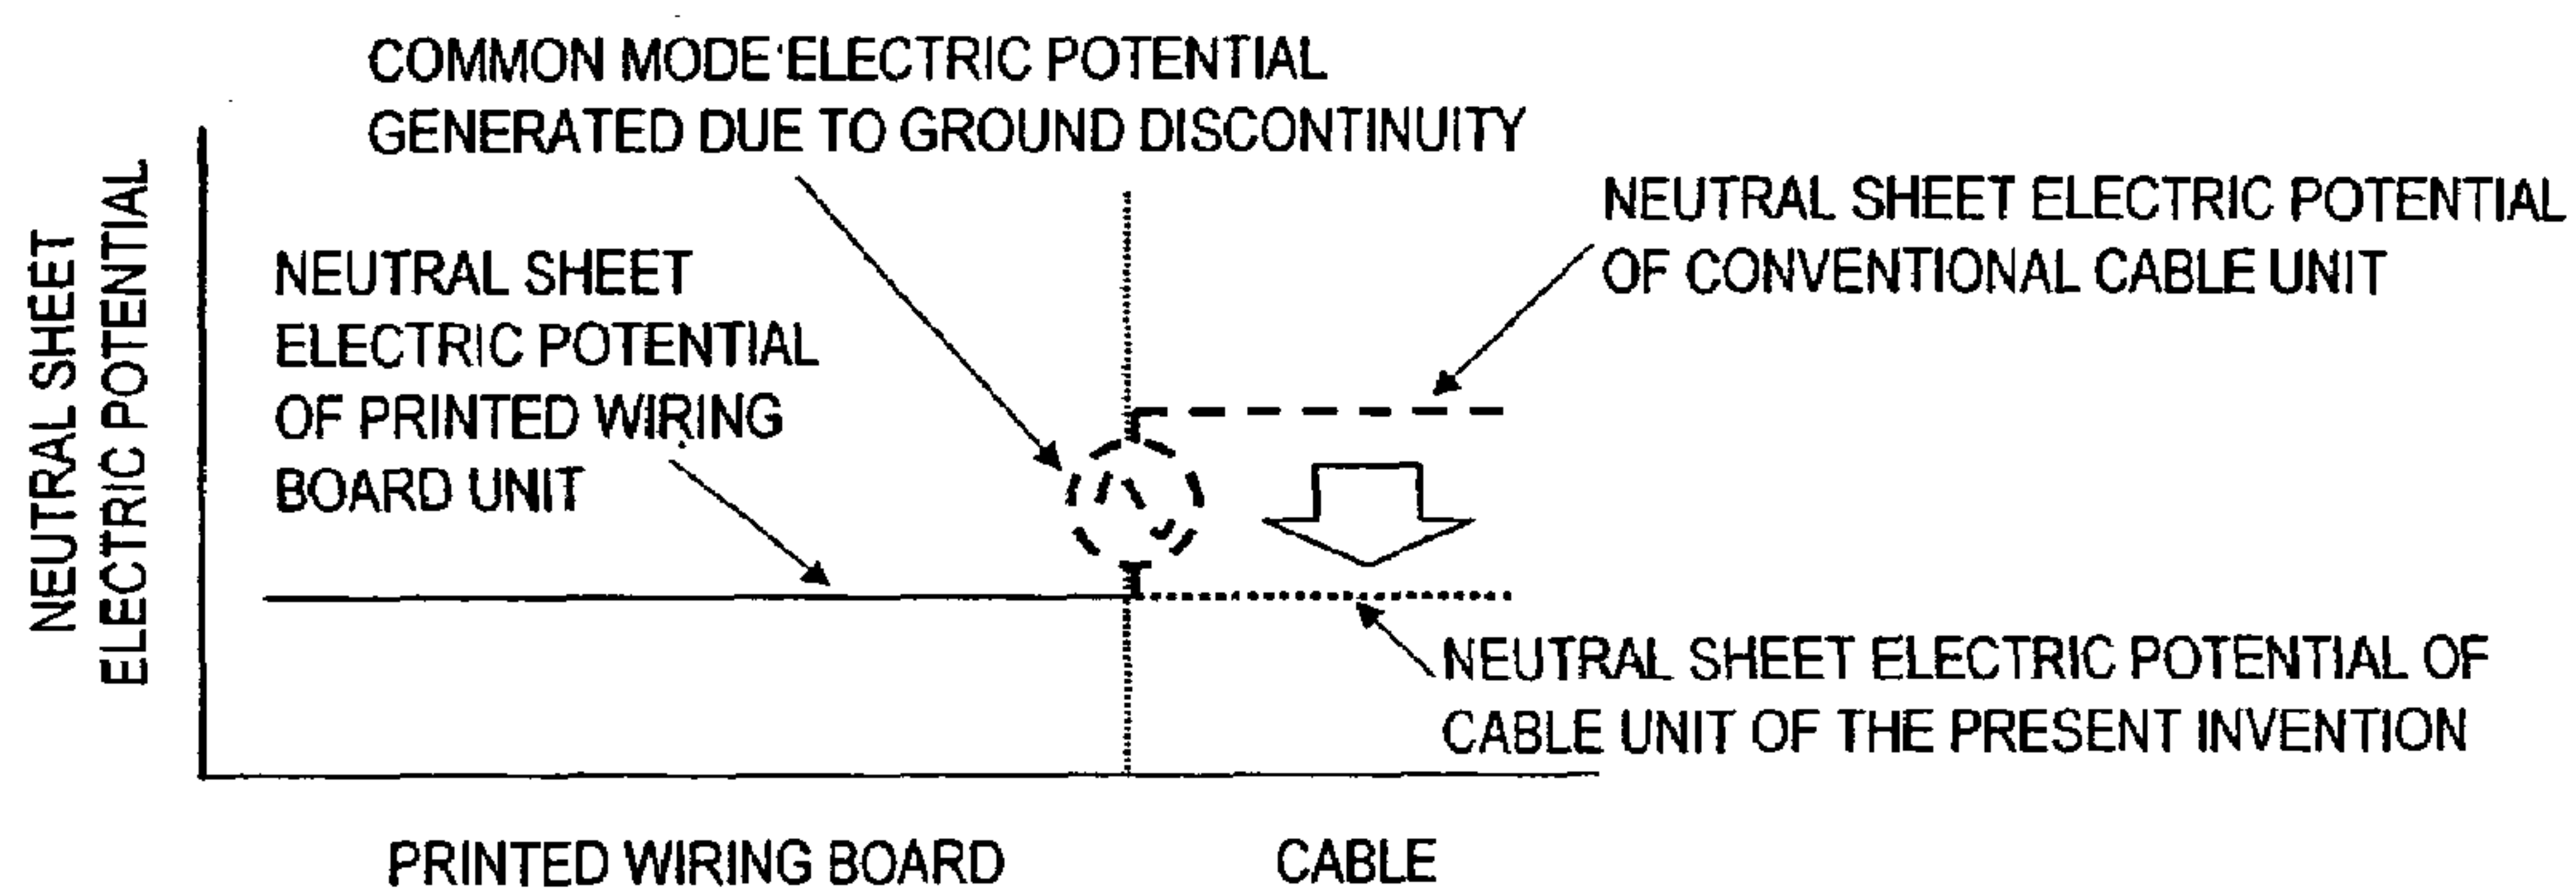 COMMON MODE ELECTRIC POTENTIAL
GENERATED DUE TO GROUND DISCONTINUITY
NEUTRAL SHEET ELECTRIC POTENTIAL
OF CONVENTIONAL CABLE UNIT
NEUTRAL SHEET
ELECTRIC POTENTIAL
NEUTRAL SHEET
ELECTRIC POTENTIAL
OF PRINTED WIRING
BOARD UNIT
NEUTRAL SHEET ELECTRIC POTENTIAL OF
CABLE UNIT OF THE PRESENT INVENTION
PRINTED WIRING BOARD
CABLE